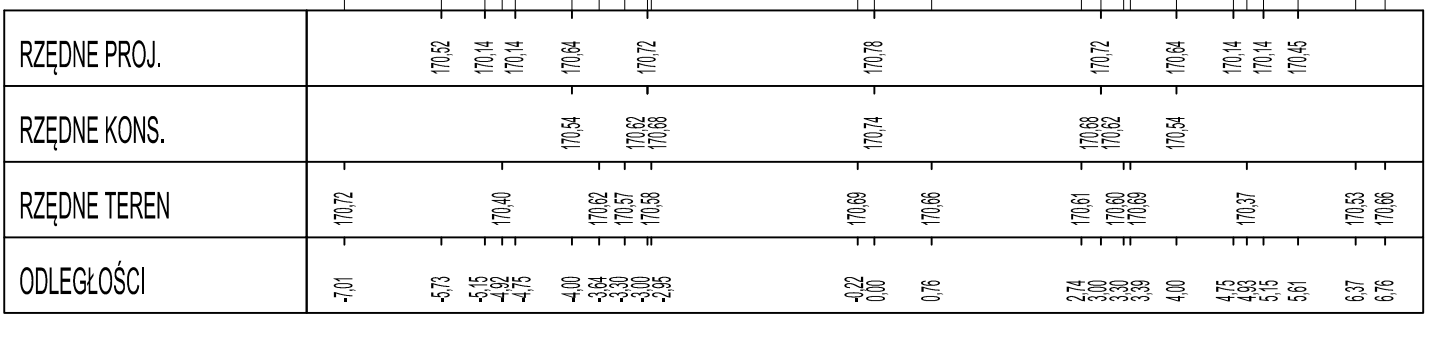 RZĘDNE PROJ. 170,52 170,14 170,14 170,64 170,72 170,78 170,72 170,64 170,14 170,14 170,45
RZĘDNE KONS. 170,54 170,62 170,68 170,74 170,68 170,62 170,54
RZĘDNE TEREN 170,72 170,40 170,62 170,57 170,58 170,69 170,66 170,61 170,60 170,69 170,37 170,53 170,66
ODLEGŁOŚCI -7,01 -5,73 -5,15 -4,92 -4,75 -4,00 -3,64 -3,30 -3,00 -2,95 -0,22 0,00 0,76 2,74 3,00 3,30 3,39 4,00 4,75 4,93 5,15 5,61 6,37 6,76